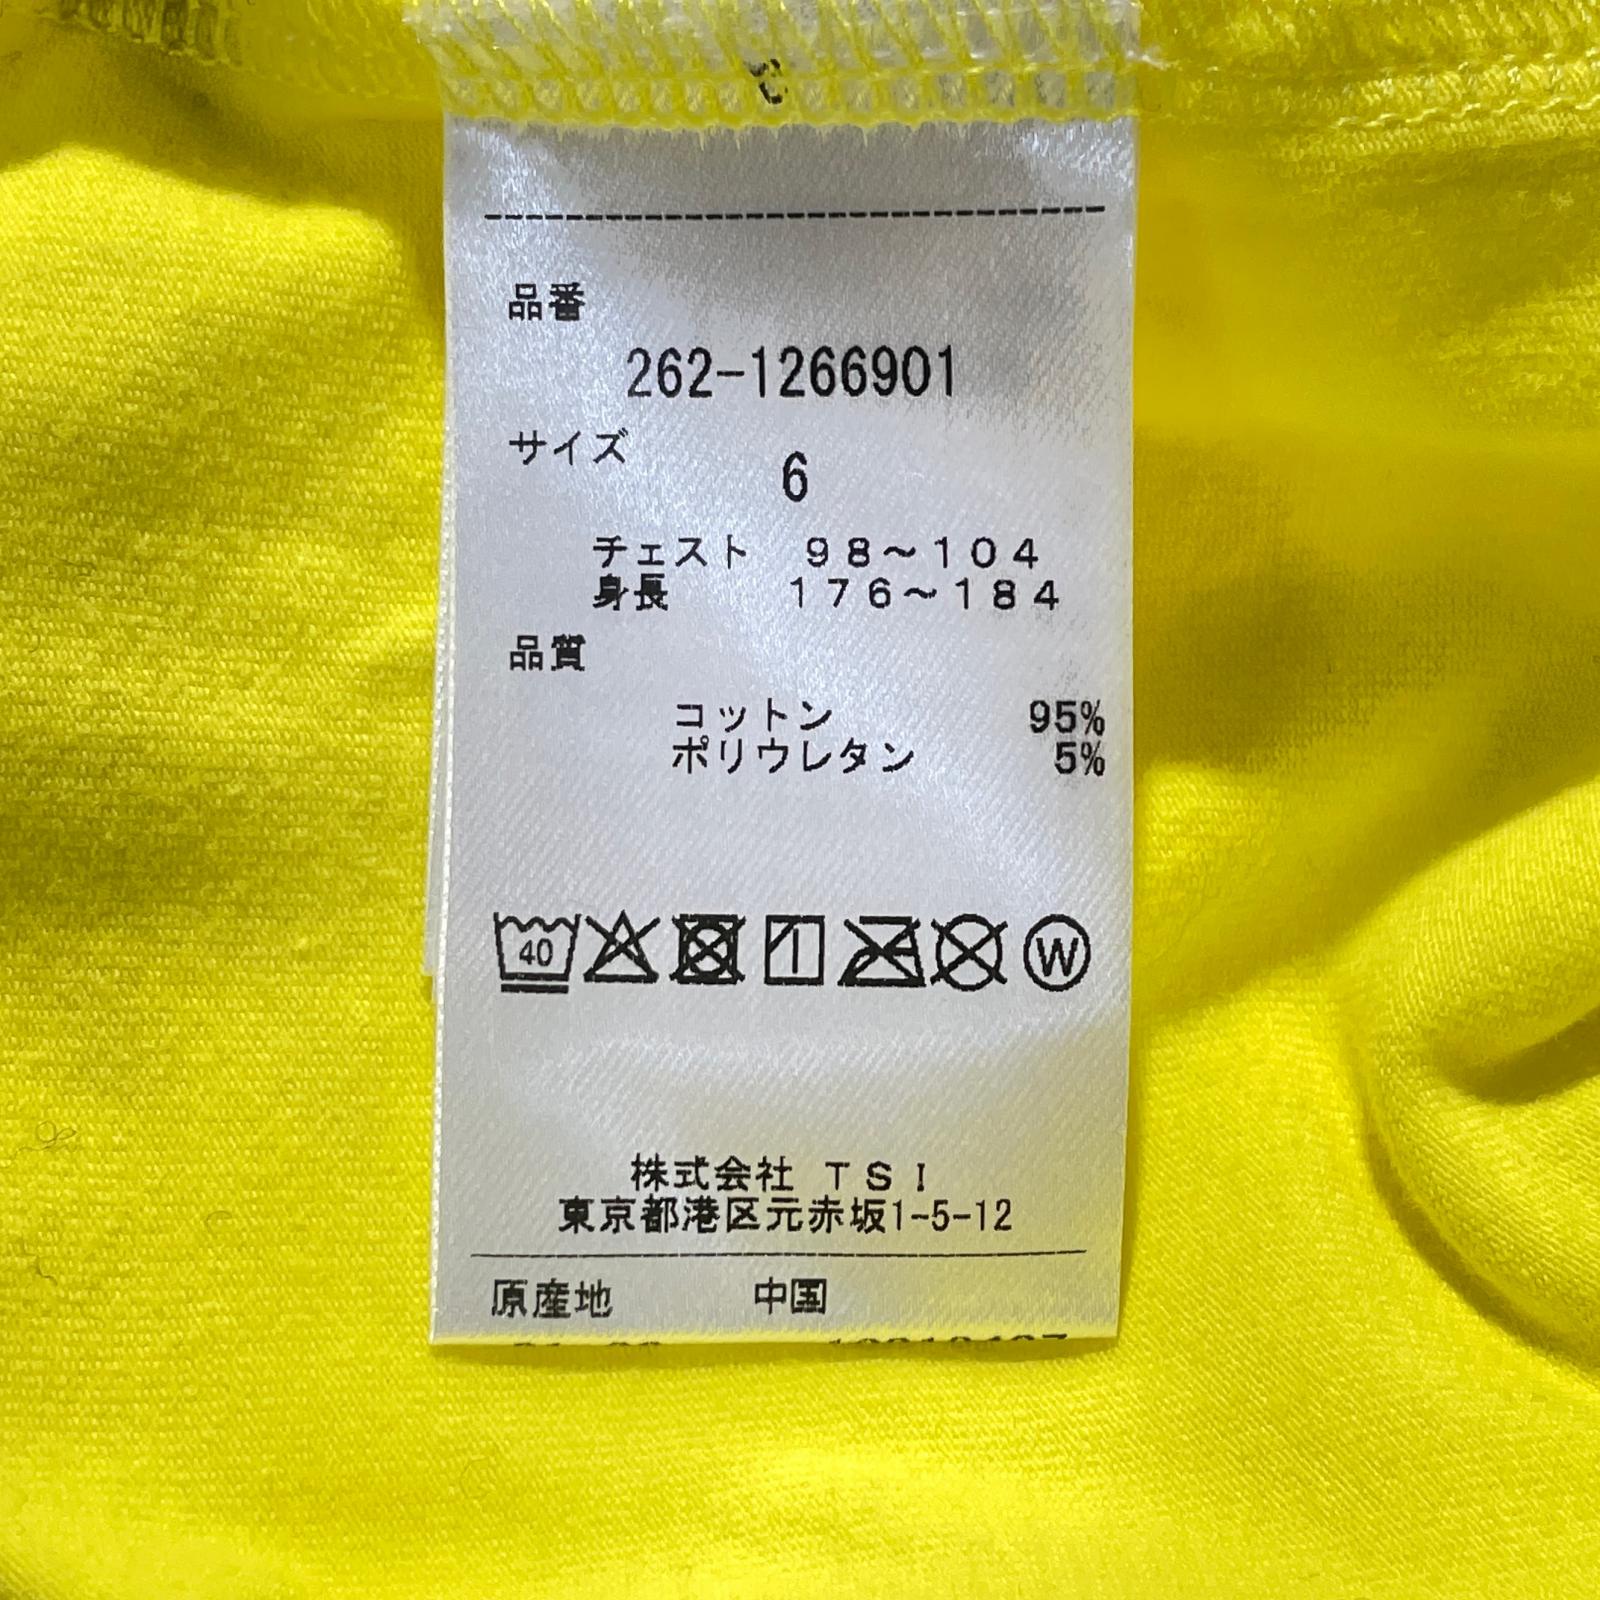 品番
262-1266901
サイズ
6
チェスト 98～104
身長 176～184
品質
コットン 95%
ポリウレタン 5%
40
W
株式会社 TSI
東京都港区元赤坂1-5-12
原産地 中国